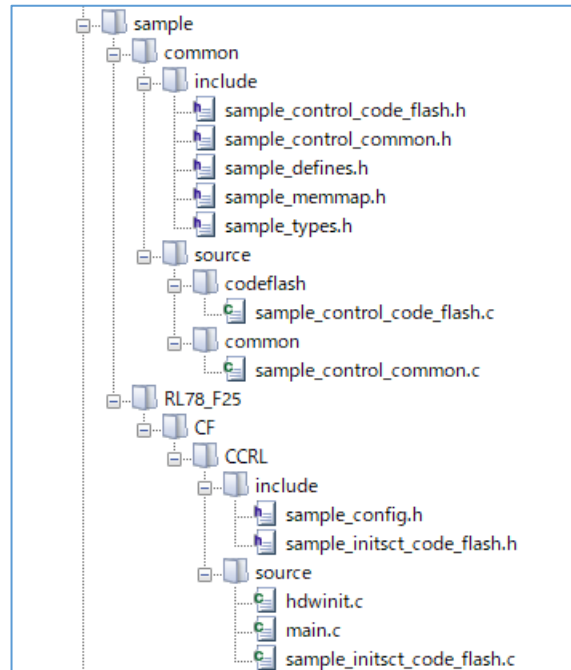 sample
common
include
sample_control_code_flash.h
sample_control_common.h
sample_defines.h
sample_memmap.h
sample_types.h
source
codeflash
sample_control_code_flash.c
common
sample_control_common.c
RL78_F25
CF
CCRL
include
sample_config.h
sample_initsct_code_flash.h
source
hdwinit.c
main.c
sample_initsct_code_flash.c